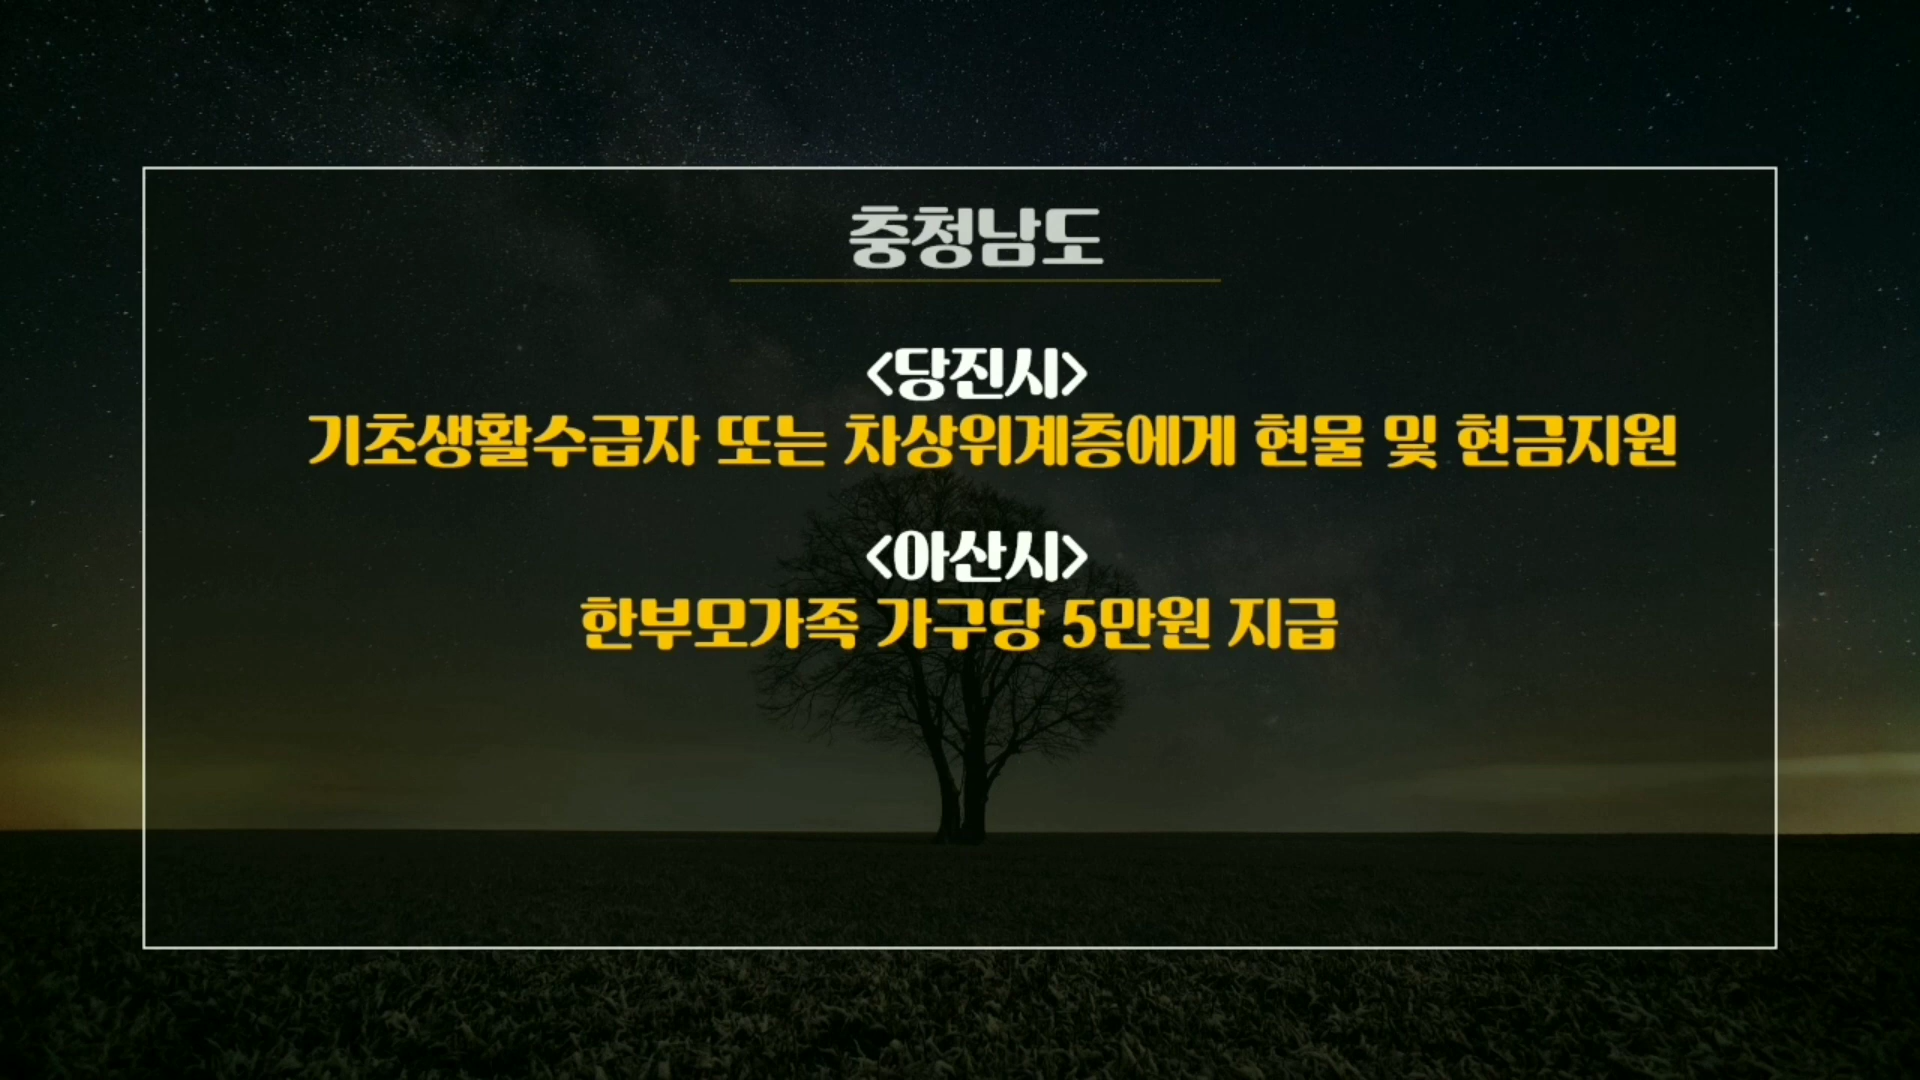 충청남도
<당진시>
기초생활수급자 또는 차상위계층에게 현물 및 현금지원
<아산시>
한부모가족 가구당 5만원 지급